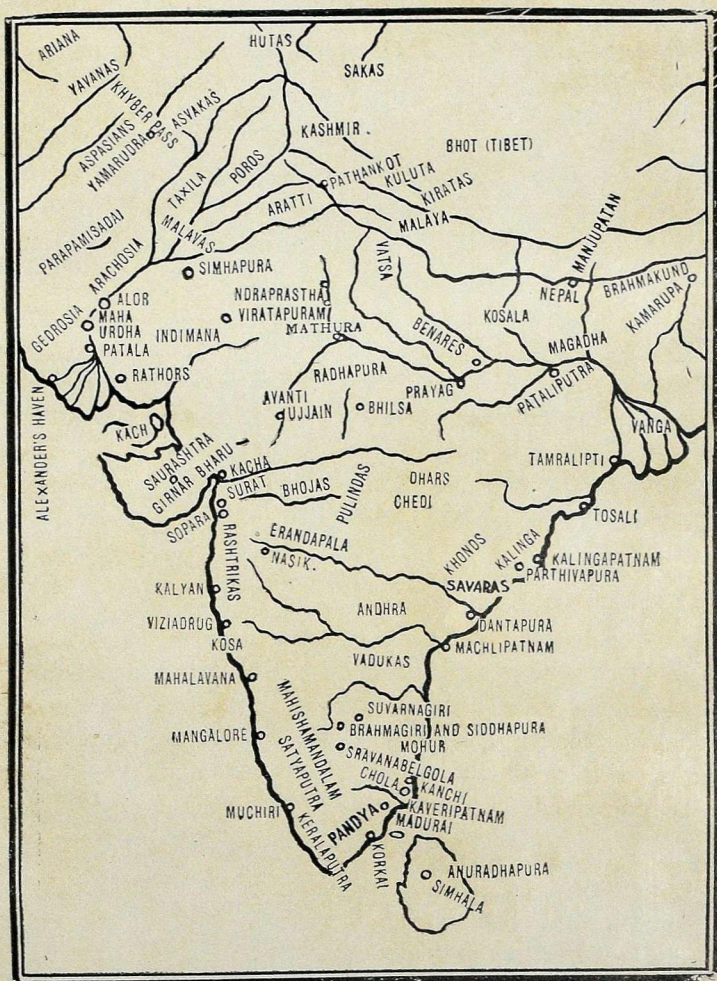 ARIANA
HUTAS
SAKAS
YAVANAS
KHYBER PASS
ASVAKAS
ASPASIANS
YAMARUDRA
KASHMIR.
BHOT (TIBET)
POROS
TAXILA
PATHANKOT
KULUTA
KIRATAS
ARATTI
MALAYA
MALAVAS
MANJUPATAN
PARAPAMISADAI
ARACHOSIA
VATSA
SIMHAPURA
NDRAPRASTHA
NEPAL
BRAHMAKUND
KAMARUPA
ALOR
GEDROSIA
MAHA
URDHA
VIRATAPURAM
KOSALA
INDIMANA
MATHURA
BENARES
MAGADHA
PATALA
RATHORS
RADHAPURA
PRAYAG
PATALIPUTRA
AVANTI
UJJAIN
BHILSA
ALEXANDER'S HAVEN
KACH
VANGA
SAURASHTRA
GIRNAR
BHARU
KACHA
TAMRALIPTI
SURAT
BHOJAS
PULINDAS
DHARS
CHEDI
SOPARA
TOSALI
RASHTRIKAS
ERANDAPALA
NASIK.
KHONDS
KALINGA
KALINGAPATNAM
PARTHIVAPURA
KALYAN
SAVARAS
ANDHRA
DANTAPURA
VIZIADRUG
KOSA
VADUKAS
MACHLIPATNAM
MAHALAVANA
MAHISHAMANDALAM
SUVARNAGIRI
BRAHMAGIRI AND SIDDHAPURA
MANGALORE
SATYAPUTRA
MOHUR
SRAVANABELGOLA
CHOLA
KANCHI
MUCHIRI
KAVERIPATNAM
PANDYA
MADURAI
KERALAPUTRA
KORKAI
ANURADHAPURA
SIMHALA